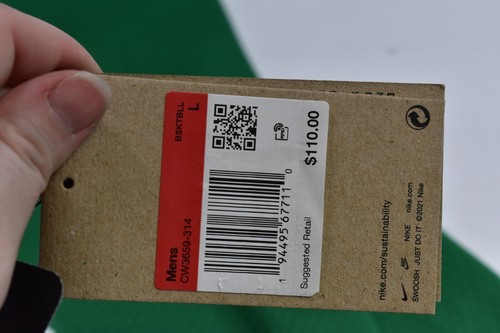 BSKTBLL
L
Mens
CW3659-314
RFID
$110.00
1 94495 67711 0
Suggested Retail
nike.com/sustainability
NIKE nike.com
SWOOSH JUST DO IT ©2021 Nike